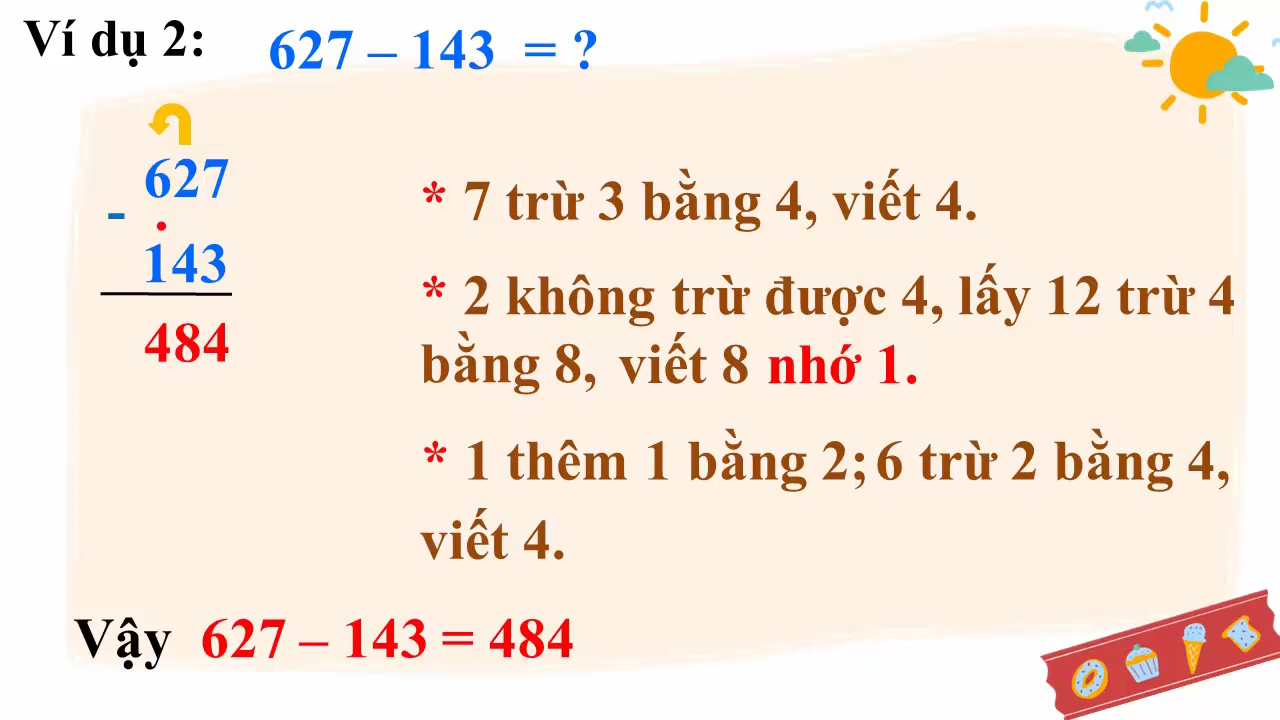 Ví dụ 2:
627 – 143 = ?
627
-
143
484
* 7 trừ 3 bằng 4, viết 4.
* 2 không trừ được 4, lấy 12 trừ 4
bằng 8, viết 8 nhớ 1.
* 1 thêm 1 bằng 2; 6 trừ 2 bằng 4,
viết 4.
Vậy 627 – 143 = 484